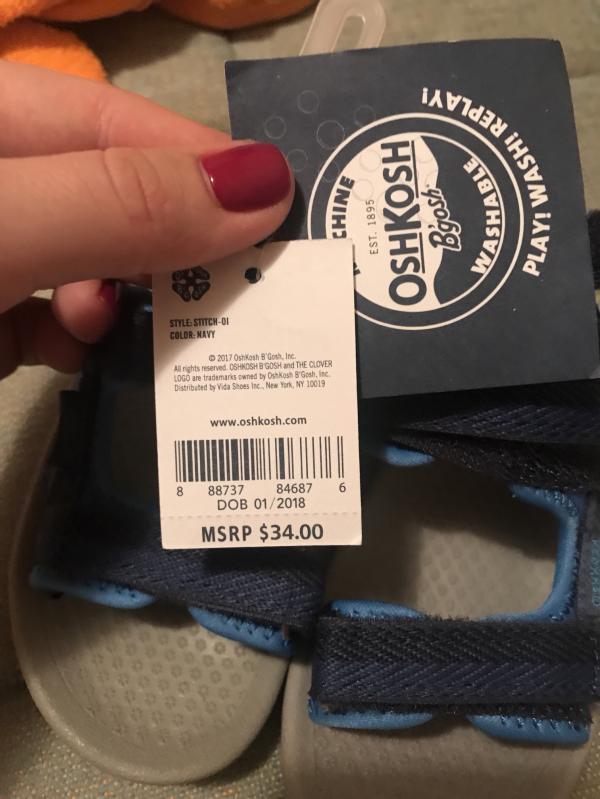 PLAY! WASH! REPLAY!
CHINE
WASHABLE
EST. 1895
OSHKOSH
B'gosh
STYLE: STITCH-01
COLOR: NAVY
© 2017 OshKosh B'Gosh, Inc.
All rights reserved. OSHKOSH B'GOSH and THE CLOVER
LOGO are trademarks owned by OshKosh B'Gosh, Inc.
Distributed by Vida Shoes Inc., New York, NY 10019
www.oshkosh.com
8 88737 84687 6
DOB 01/2018
MSRP $34.00